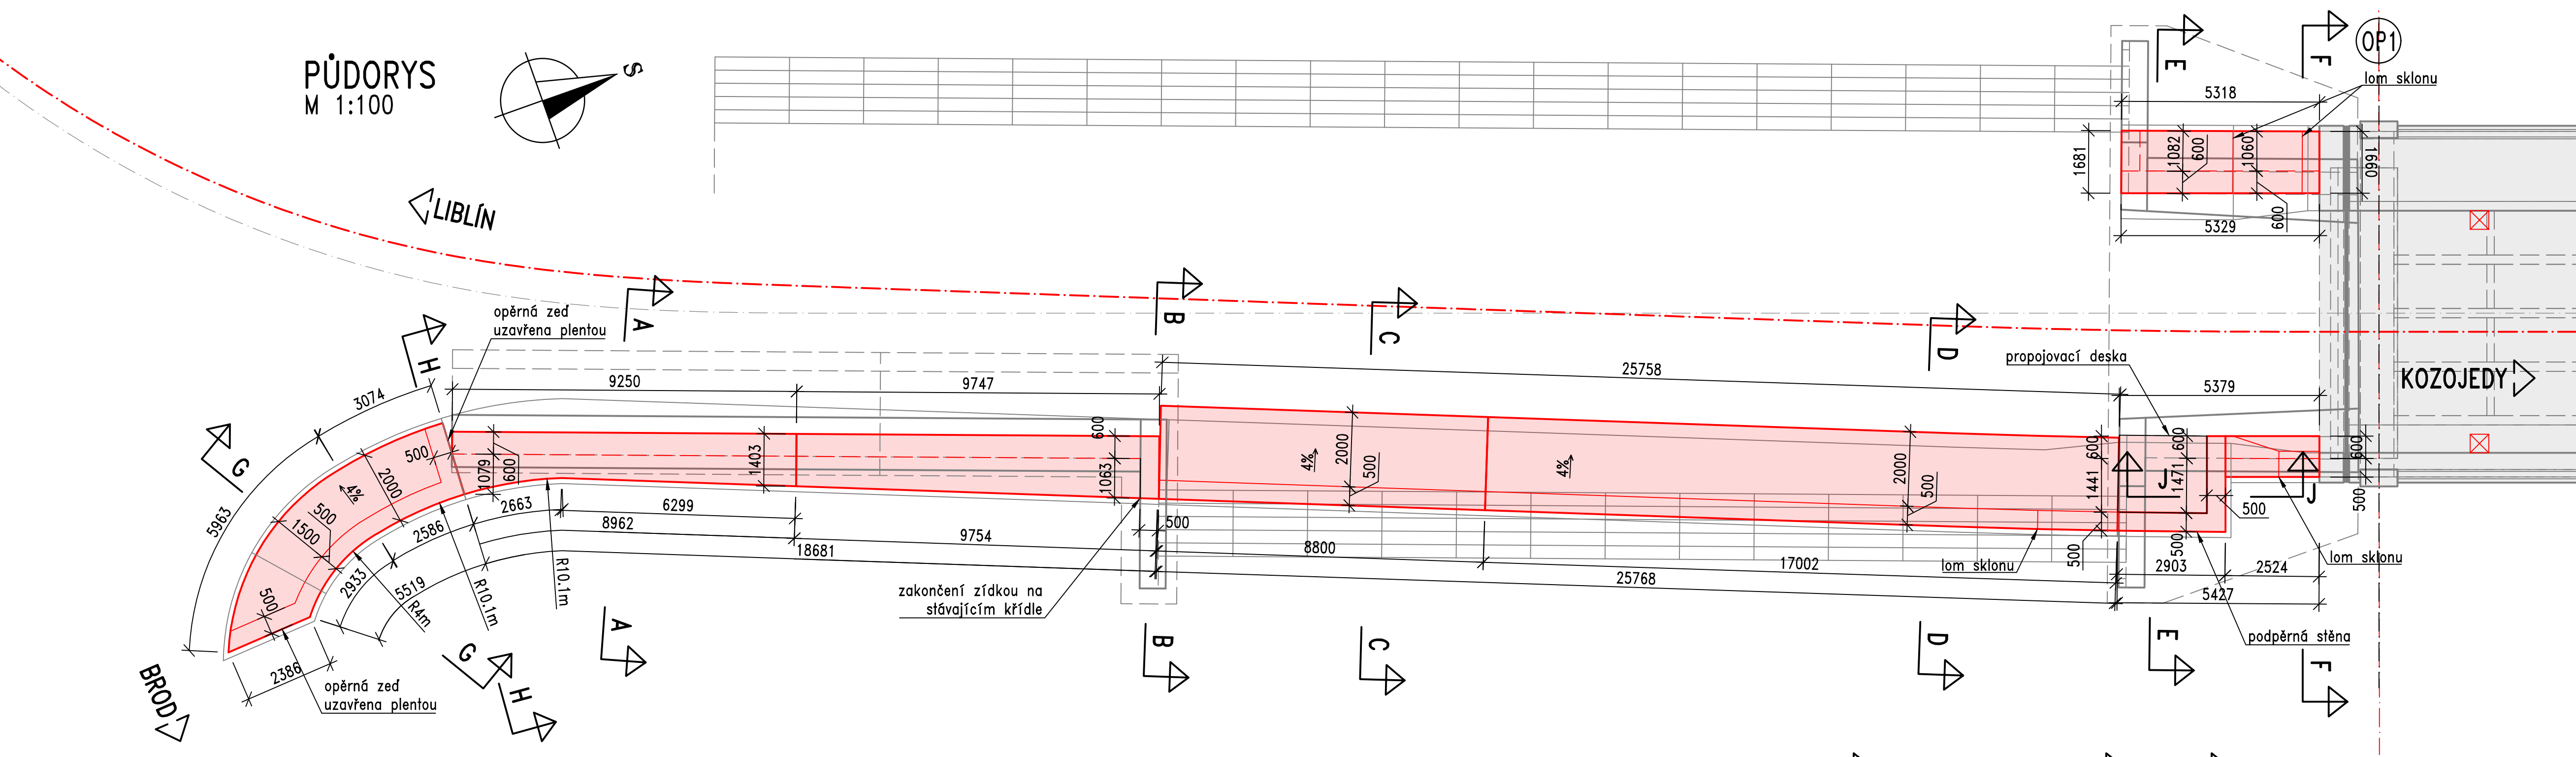 PŮDORYS
M 1:100
S
LIBLÍN
KOZOJEDY
BROD
OP1
E
F
lom sklonu
5318
1681
1082
600
1060
600
1660
5329
A
B
C
D
H
G
opěrná zeď
uzavřena plentou
3074
5963
9250
9747
25758
propojovací deska
5379
500
2000
4%
500
1500
500
1079
600
1403
600
1063
4%
2000
500
4%
2000
500
600
1441
500
J
600
1471
500
500
J
600
500
2663
2586
2933
5519
R4m
R10.1m
R10.1m
6299
8962
9754
18681
500
8800
17002
25768
2903
2524
5427
lom sklonu
lom sklonu
podpěrná stěna
zakončení zídkou na
stávajícím křídle
2386
opěrná zeď
uzavřena plentou
G
H
A
B
C
D
E
F